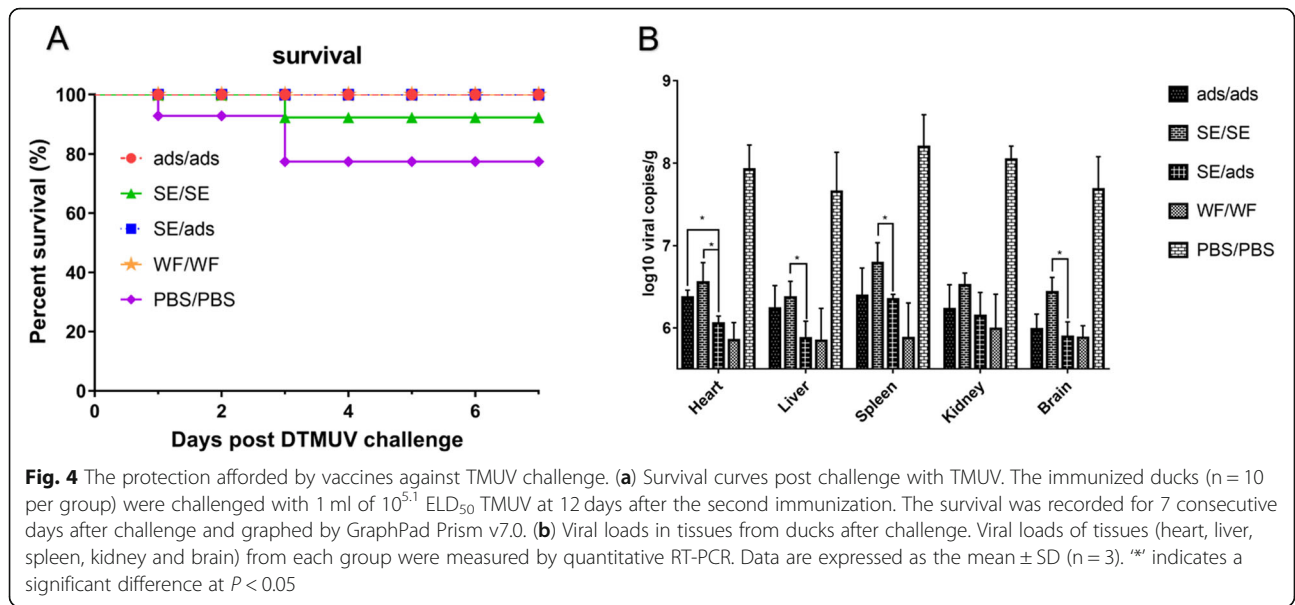 A
survival
Percent survival (%)
100
80
60
40
20
0
0
2
4
6
Days post DTMUV challenge
ads/ads
SE/SE
SE/ads
WF/WF
PBS/PBS
B
log10 viral copies/g
9
8
7
6
*
*
*
*
*
Heart
Liver
Spleen
Kidney
Brain
ads/ads
SE/SE
SE/ads
WF/WF
PBS/PBS
Fig. 4 The protection afforded by vaccines against TMUV challenge. (a) Survival curves post challenge with TMUV. The immunized ducks (n = 10
per group) were challenged with 1 ml of 10^5.1 ELD50 TMUV at 12 days after the second immunization. The survival was recorded for 7 consecutive
days after challenge and graphed by GraphPad Prism v7.0. (b) Viral loads in tissues from ducks after challenge. Viral loads of tissues (heart, liver,
spleen, kidney and brain) from each group were measured by quantitative RT-PCR. Data are expressed as the mean ± SD (n = 3). ‘*’ indicates a
significant difference at P < 0.05